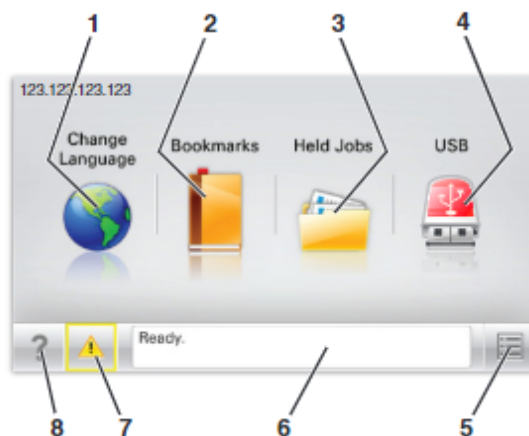 1 2 3 4
123.123.123.123
Change
Language
Bookmarks
Held Jobs
USB
?
Ready.
8 7 6 5